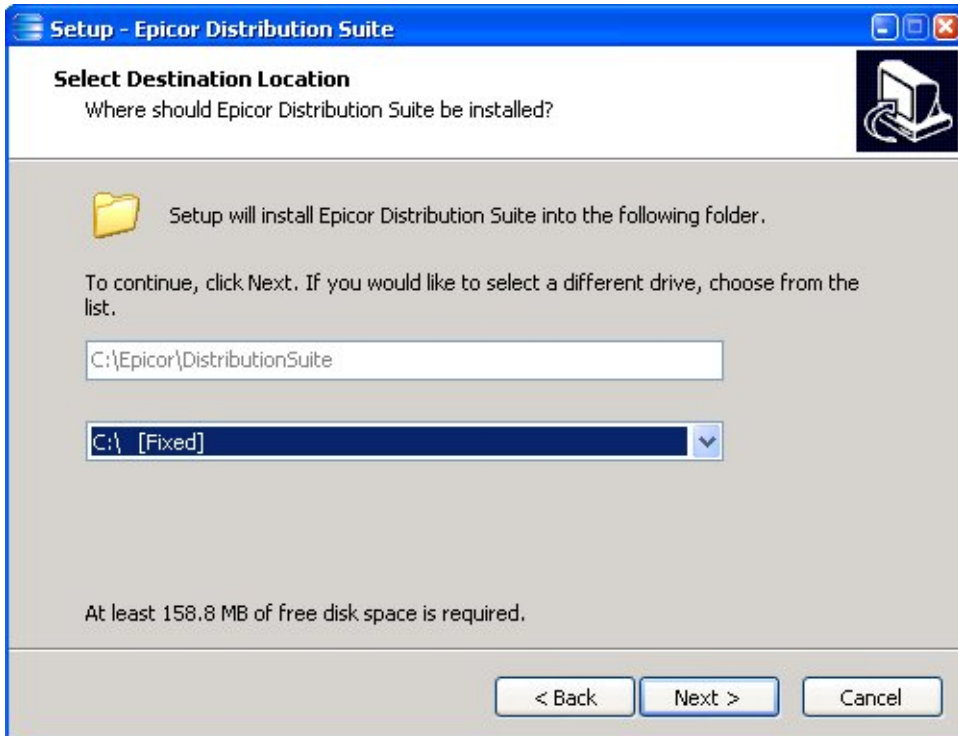 Setup - Epicor Distribution Suite
Select Destination Location
Where should Epicor Distribution Suite be installed?
Setup will install Epicor Distribution Suite into the following folder.
To continue, click Next. If you would like to select a different drive, choose from the
list.
C:\Epicor\DistributionSuite
C:\ [Fixed]
At least 158.8 MB of free disk space is required.
< Back Next > Cancel